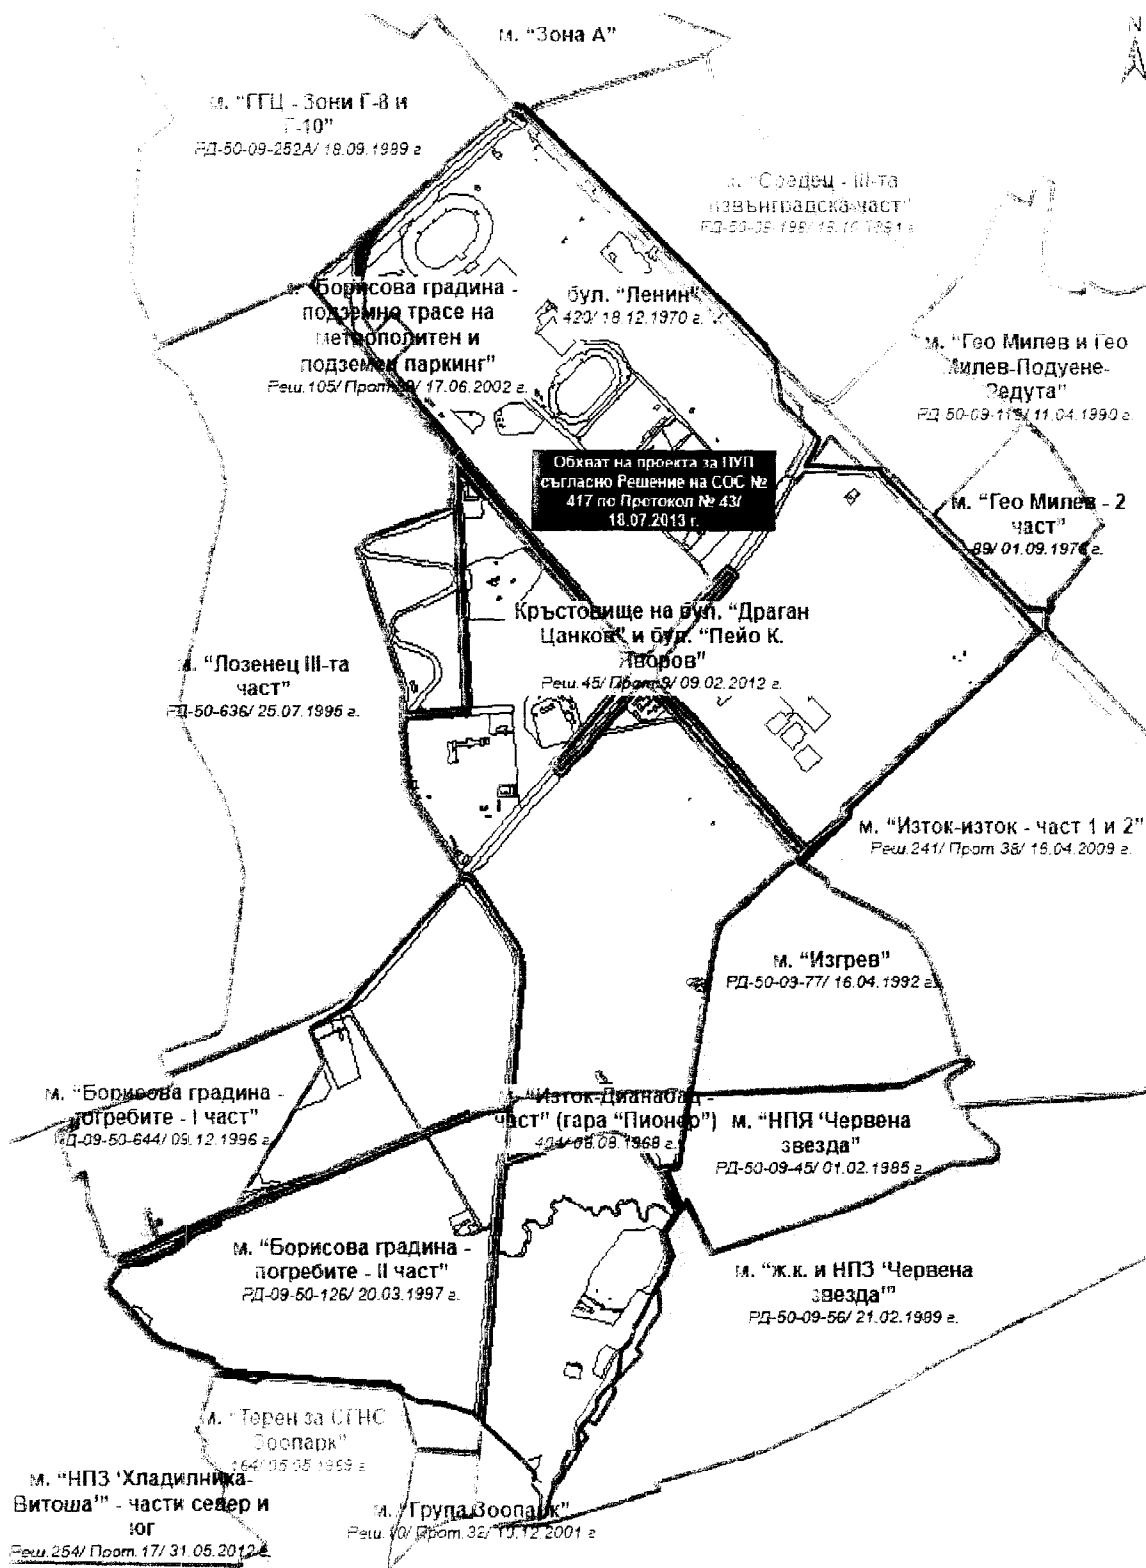 N
м. "Зона А"
м. "ГГЦ - Зони Г-8 и
Г-10"
РД-50-09-252А/ 18.09.1999 г.
м. "Средец - III-та
извънградска част"
"Борисова градина -
подземно трасе на
метрополитен и
подземен паркинг"
Реш.105/ 17.06.2002 г.
бул. "Ленин"
420/ 18.12.1970 г.
м. "Гео Милев и Гео
Милев-Подуене-
Редута"
11.04.1990 г.
Обхват на проекта за ПУП
съгласно Решение на СОС №
417 по Протокол № 43/
18.07.2013 г.
м. "Гео Милев - 2
част"
Кръстовище на бул. "Драган
Цанков" и бул. "Пейо К.
Яворов"
Реш. 45/ Прот.9/ 09.02.2012 г.
м. "Лозенец III-та
част"
РД-50-636/ 25.07.1995 г.
м. "Изток-изток - част 1 и 2"
Реш.241/ Прот 38/ 16.04.2009 г.
м. "Изгрев"
РД-50-09-77/ 16.04.1992 г.
м. "Борисова градина -
погребите - I част"
РД-09-50-644/ 09.12.1996 г.
"Изток-Дианабад -
част" (гара "Пионер")
м. "НПЯ 'Червена
звезда"
РД-50-09-45/ 01.02.1985 г.
м. "Борисова градина -
погребите - II част"
РД-09-50-126/ 20.03.1997 г.
м. "ж.к. и НПЗ 'Червена
звезда'"
РД-50-09-56/ 21.02.1989 г.
м. "Терен за СГНС
Зоопарк"
м. "НПЗ 'Хладилника-
Витоша'" - части север и
юг
Реш. 254/ Прот. 17/ 31.05.2012 г.
м. "Група Зоопарк"
Прот. 32/ 2001 г.